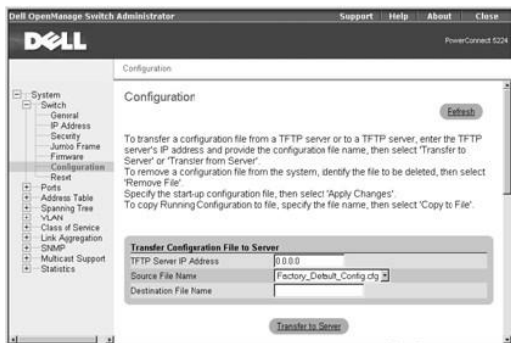 Dell OpenManage Switch Administrator
Support Help About Close
DELL
PowerConnect 5224
Configuration
System
Switch
General
IP Address
Security
Jumbo Frame
Firmware
Configuration
Reset
Ports
Address Table
Spanning Tree
VLAN
Class of Service
Link Aggregation
SNMP
Multicast Support
Statistics
Configuration
Refresh
To transfer a configuration file from a TFTP server or to a TFTP server, enter the TFTP
server's IP address and provide the configuration file name, then select 'Transfer to
Server' or 'Transfer from Server'.
To remove a configuration file from the system, identify the file to be deleted, then select
'Remove File'.
Specify the start-up configuration file, then select 'Apply Changes'.
To copy Running Configuration to file, specify the file name, then select 'Copy to File'.
Transfer Configuration File to Server
TFTP Server IP Address 0.0.0.0
Source File Name Factory_Default_Config.cfg
Destination File Name
Transfer to Server